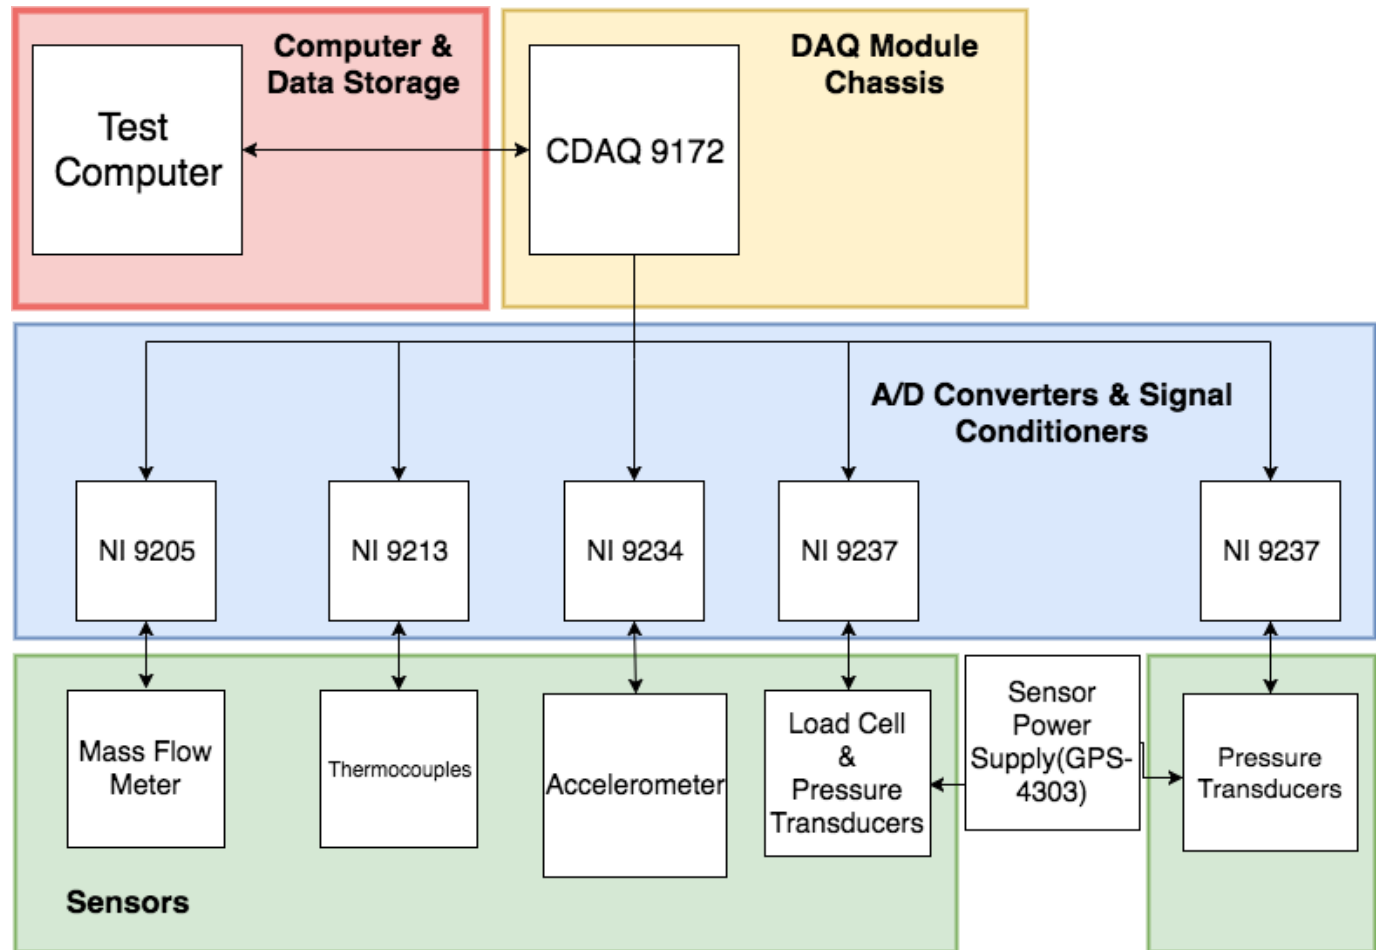 Computer &
Data Storage
Test
Computer
DAQ Module
Chassis
CDAQ 9172
A/D Converters & Signal
Conditioners
NI 9205
NI 9213
NI 9234
NI 9237
NI 9237
Mass Flow
Meter
Thermocouples
Accelerometer
Load Cell
&
Pressure
Transducers
Sensor
Power
Supply(GPS-
4303)
Pressure
Transducers
Sensors